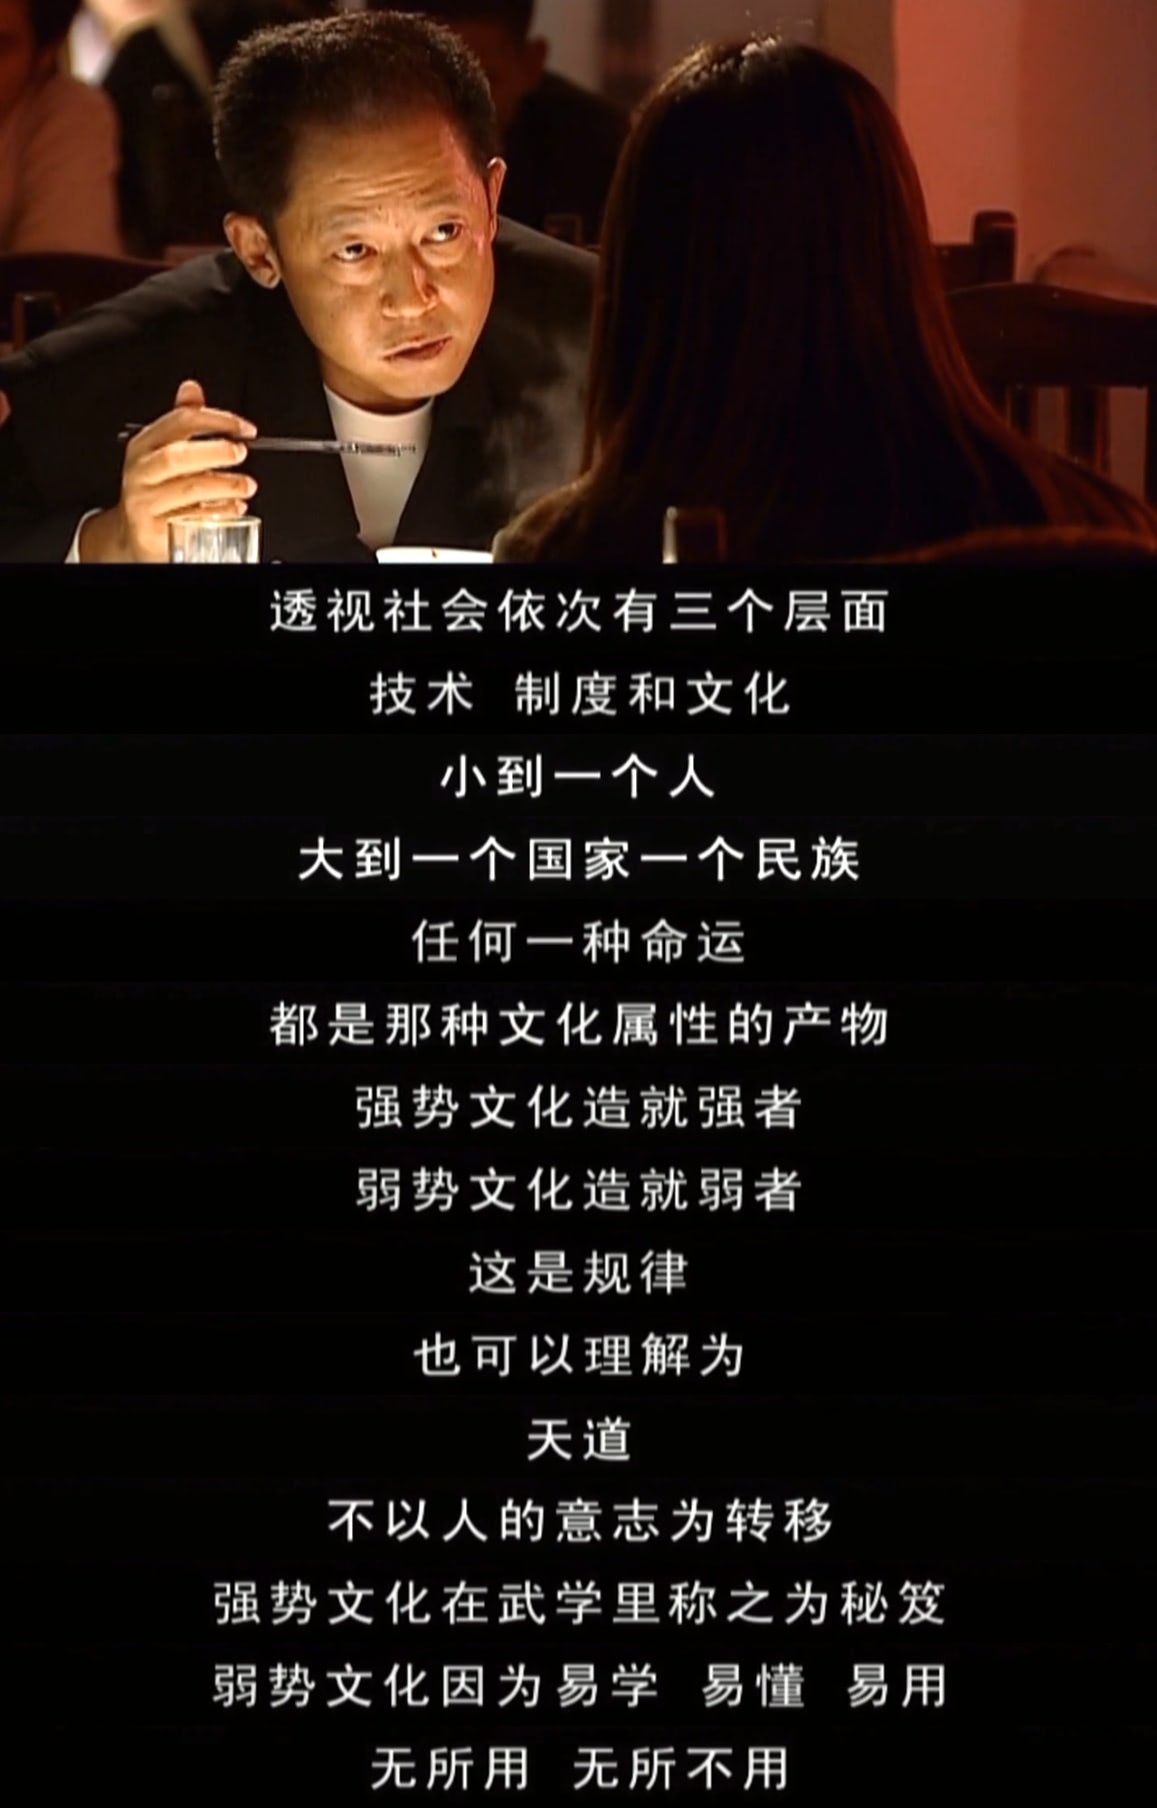 透视社会依次有三个层面
技术 制度和文化
小到一个人
大到一个国家一个民族
任何一种命运
都是那种文化属性的产物
强势文化造就强者
弱势文化造就弱者
这是规律
也可以理解为
天道
不以人的意志为转移
强势文化在武学里称之为秘笈
弱势文化因为易学 易懂 易用
无所用 无所不用